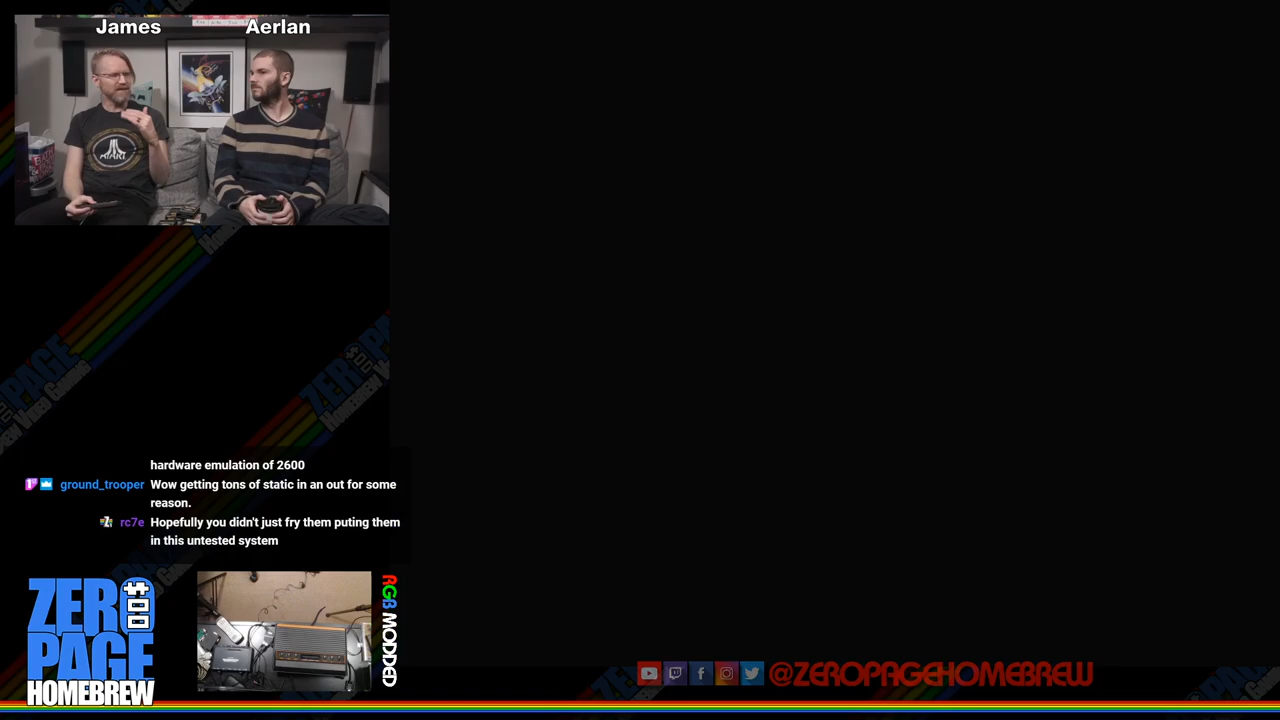 James
Aerlan
ATARI
hardware emulation of 2600
ground_trooper Wow getting tons of static in an out for some
reason.
rc7e Hopefully you didn't just fry them puting them
in this untested system
ZERO
PAGE
HOMEBREW
RGB MODDED
@ZEROPAGEHOMEBREW